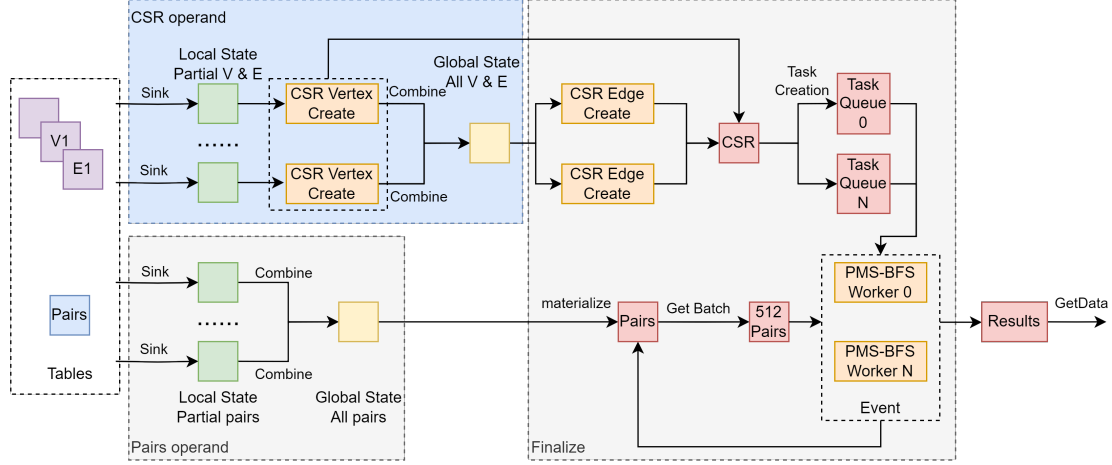 CSR operand
Local State
Partial V & E
Global State
All V & E
Sink
CSR Vertex
Create
Combine
......
Sink
CSR Vertex
Create
Combine
V1
E1
CSR Edge
Create
CSR Edge
Create
CSR
Task
Creation
Task
Queue
0
Task
Queue
N
Sink
Combine
......
Sink
Combine
Pairs
Tables
Local State
Partial pairs
Global State
All pairs
Pairs operand
materialize
Pairs
Get Batch
512
Pairs
PMS-BFS
Worker 0
PMS-BFS
Worker N
Event
Finalize
Results
GetData